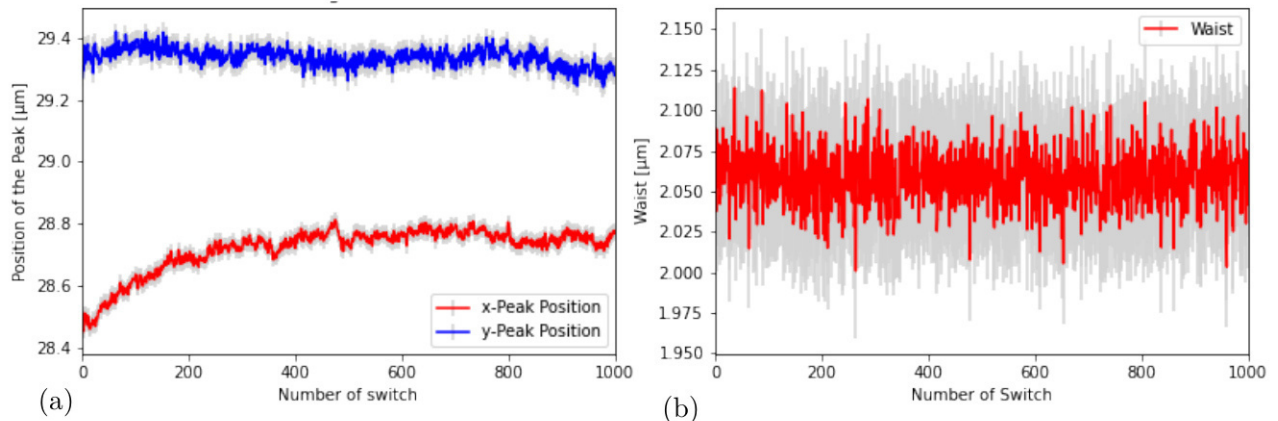 29.4
29.2
29.0
28.8
28.6
28.4
Position of the Peak [µm]
x-Peak Position
y-Peak Position
0 200 400 600 800 1000
Number of switch
(a)
2.150
2.125
2.100
2.075
2.050
2.025
2.000
1.975
1.950
Waist [µm]
Waist
0 200 400 600 800 1000
Number of Switch
(b)